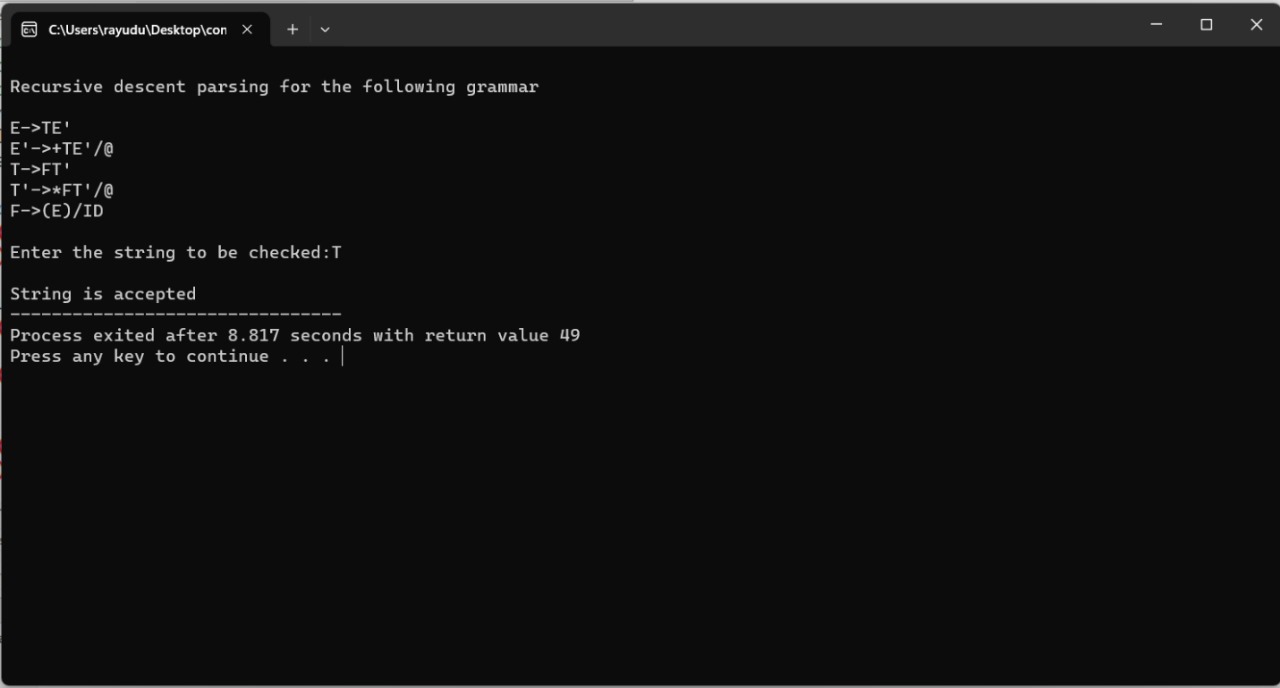 C:\Users\rayudu\Desktop\con
Recursive descent parsing for the following grammar
E->TE'
E'->+TE'/@
T->FT'
T'->*FT'/@
F->(E)/ID
Enter the string to be checked:T
String is accepted
--------------------------------
Process exited after 8.817 seconds with return value 49
Press any key to continue . . .